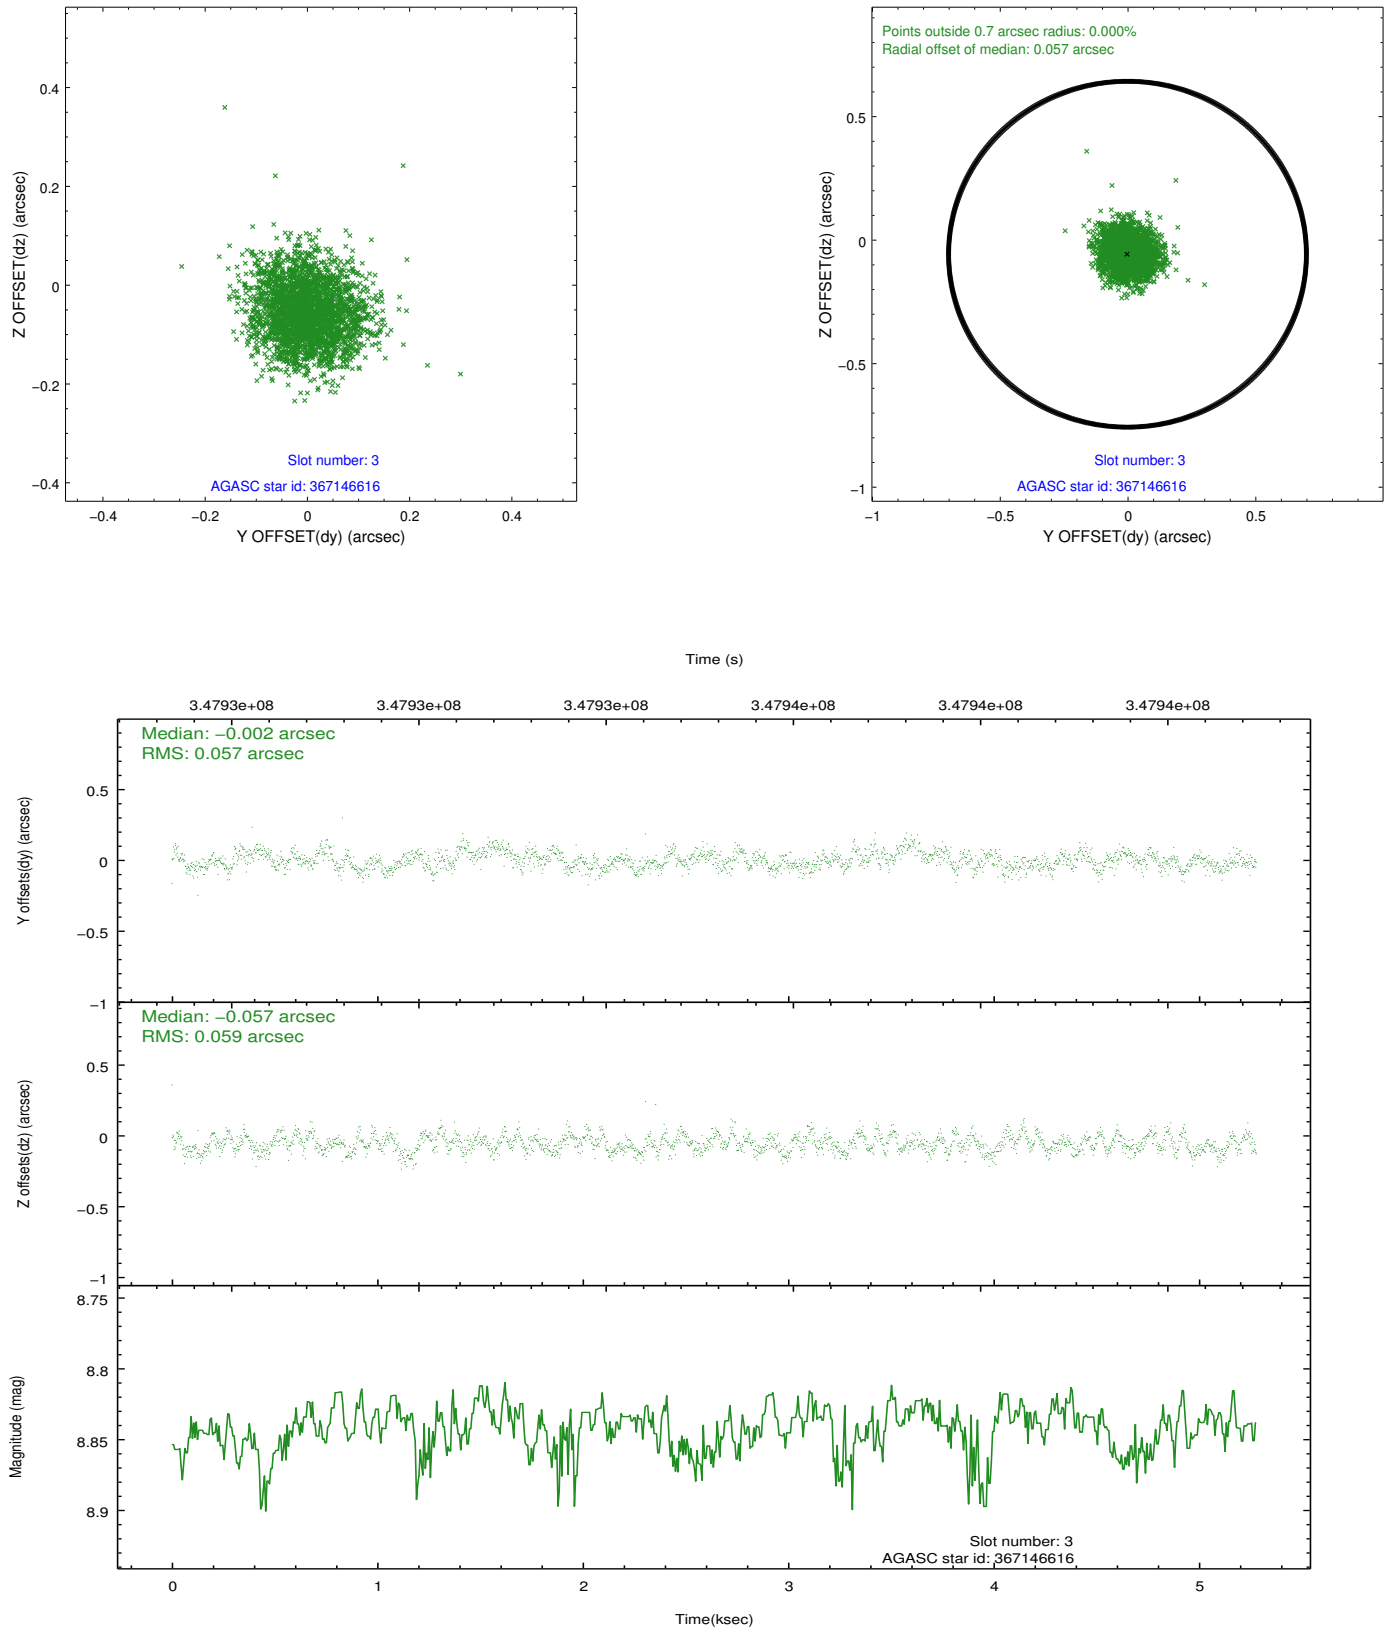 0.4
0.2
0
−0.2
−0.4
Z OFFSET(dz) (arcsec)
Slot number: 3
AGASC star id: 367146616
−0.4
−0.2
0
0.2
0.4
Y OFFSET(dy) (arcsec)
Points outside 0.7 arcsec radius: 0.000%
Radial offset of median: 0.057 arcsec
0.5
0
−0.5
−1
Z OFFSET(dz) (arcsec)
Slot number: 3
AGASC star id: 367146616
−1
−0.5
0
0.5
Y OFFSET(dy) (arcsec)
Time (s)
3.4793e+08
3.4793e+08
3.4793e+08
3.4794e+08
3.4794e+08
3.4794e+08
Median: −0.002 arcsec
RMS: 0.057 arcsec
0.5
0
−0.5
−1
Y offsets(dy) (arcsec)
Median: −0.057 arcsec
RMS: 0.059 arcsec
0.5
0
−0.5
−1
Z offsets(dz) (arcsec)
8.75
8.8
8.85
8.9
Magnitude (mag)
Slot number: 3
AGASC star id: 367146616
0
1
2
3
4
5
Time(ksec)